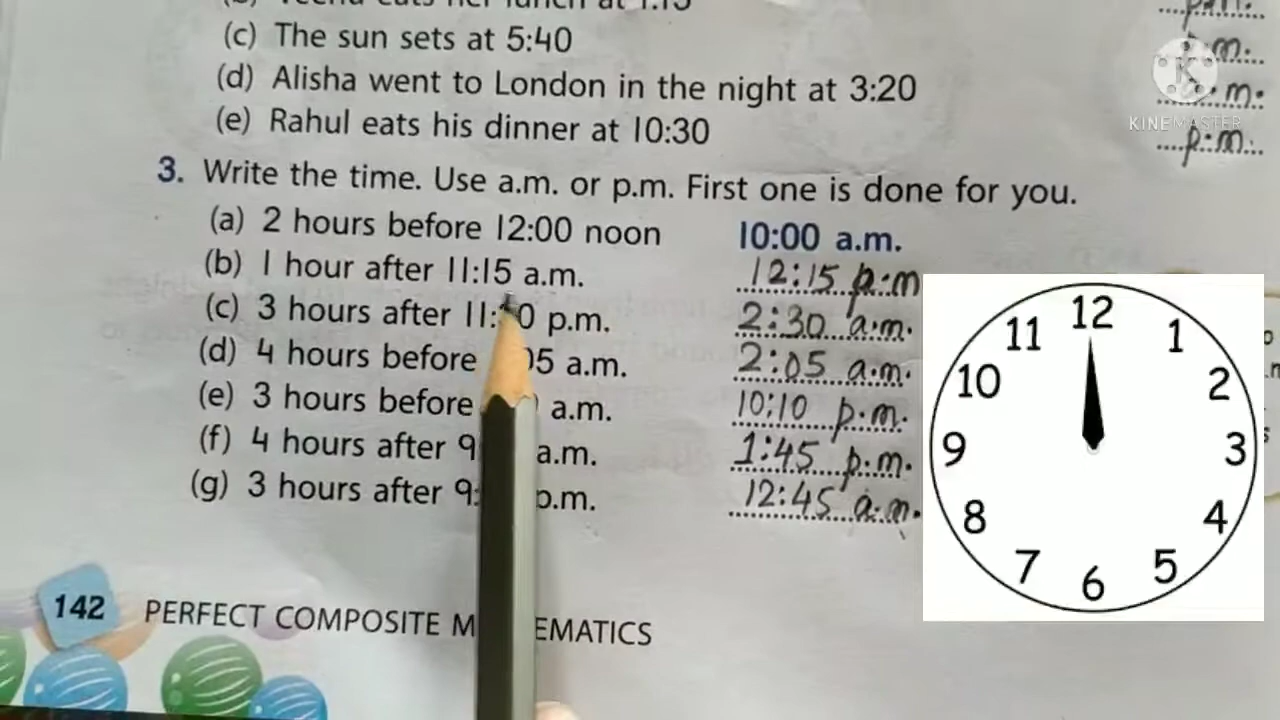 (c) The sun sets at 5:40
(d) Alisha went to London in the night at 3:20 m.
(e) Rahul eats his dinner at 10:30 p.m.
KINEMASTER
3. Write the time. Use a.m. or p.m. First one is done for you.
(a) 2 hours before 12:00 noon 10:00 a.m.
(b) 1 hour after 11:15 a.m. 12:15 p.m
(c) 3 hours after p.m. 2:30 a.m.
(d) 4 hours before a.m. 2:05 a.m.
(e) 3 hours before a.m. 10:10 p.m.
(f) 4 hours after a.m. 1:45 p.m.
(g) 3 hours after p.m. 12:45 a.m.
142 PERFECT COMPOSITE
12
11 1
10 2
9 3
8 4
7 5
6